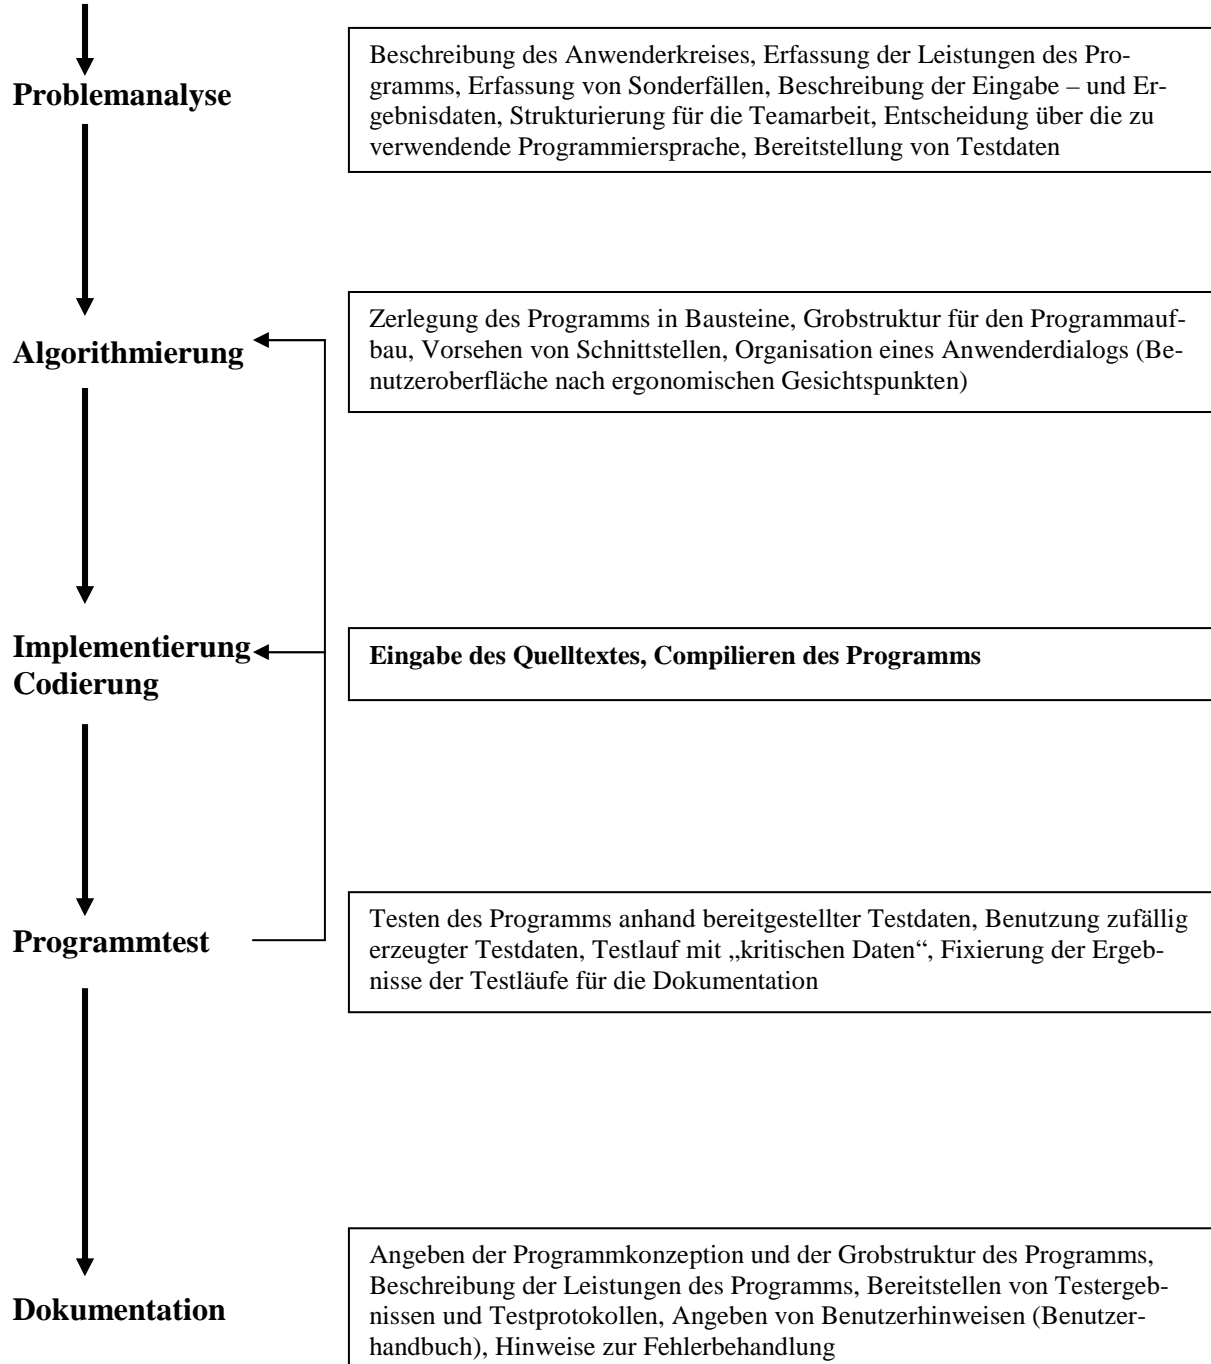 Problemanalyse
Beschreibung des Anwenderkreises, Erfassung der Leistungen des Pro-
gramms, Erfassung von Sonderfällen, Beschreibung der Eingabe – und Er-
gebnisdaten, Strukturierung für die Teamarbeit, Entscheidung über die zu
verwendende Programmiersprache, Bereitstellung von Testdaten
Algorithmierung
Zerlegung des Programms in Bausteine, Grobstruktur für den Programmauf-
bau, Vorsehen von Schnittstellen, Organisation eines Anwenderdialogs (Be-
nutzeroberfläche nach ergonomischen Gesichtspunkten)
Implementierung
Codierung
Eingabe des Quelltextes, Compilieren des Programms
Programmtest
Testen des Programms anhand bereitgestellter Testdaten, Benutzung zufällig
erzeugter Testdaten, Testlauf mit „kritischen Daten“, Fixierung der Ergeb-
nisse der Testläufe für die Dokumentation
Dokumentation
Angeben der Programmkonzeption und der Grobstruktur des Programms,
Beschreibung der Leistungen des Programms, Bereitstellen von Testergeb-
nissen und Testprotokollen, Angeben von Benutzerhinweisen (Benutzer-
handbuch), Hinweise zur Fehlerbehandlung